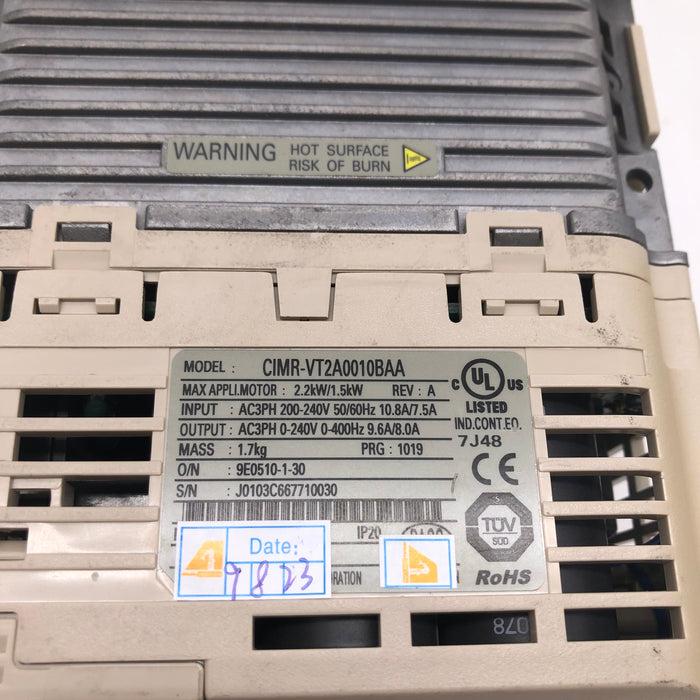 WARNING HOT SURFACE
RISK OF BURN
MODEL : CIMR-VT2A0010BAA
MAX APPLI.MOTOR : 2.2kW/1.5kW REV : A
INPUT : AC3PH 200-240V 50/60Hz 10.8A/7.5A
OUTPUT : AC3PH 0-240V 0-400Hz 9.6A/8.0A
MASS : 1.7kg PRG : 1019
O/N : 9E0510-1-30
S/N : J0103C667710030
C UL US
LISTED
IND.CONT.EQ.
7J48
CE
TÜV
SÜD
RoHS
IP20
Date:
9823
078